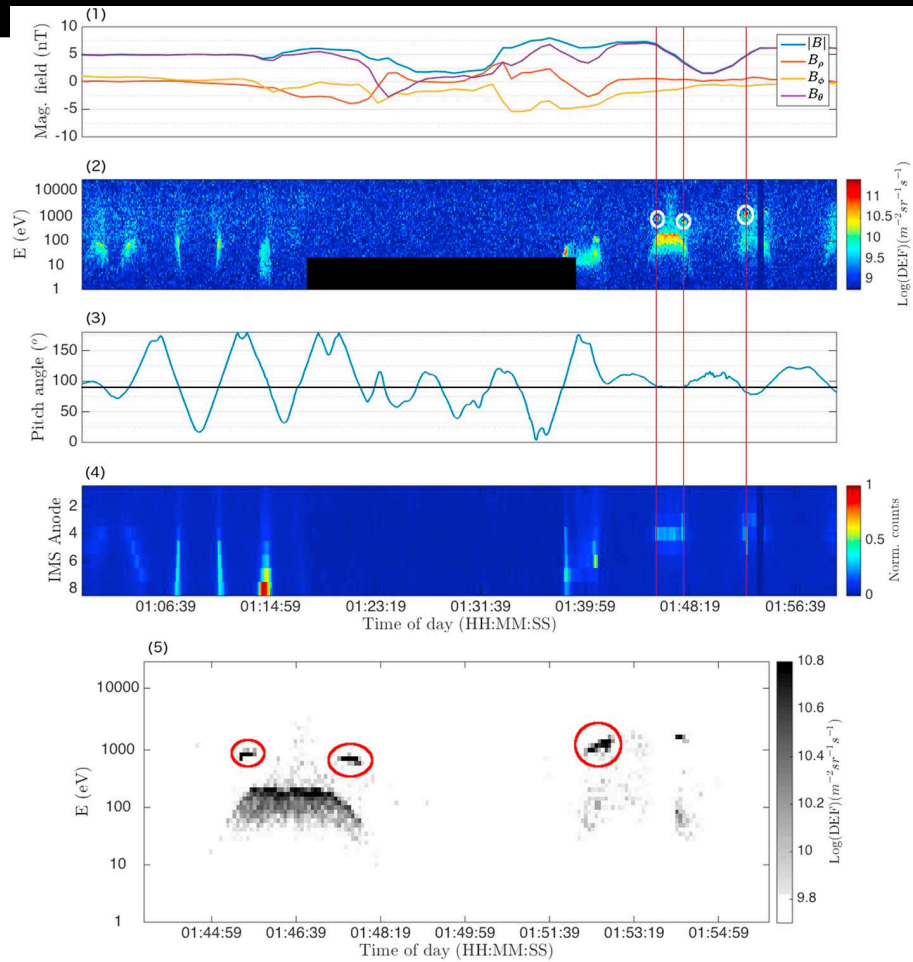 (1)
Mag. field (nT)
10
5
0
-5
-10
|B|
Bρ
Bϕ
Bθ
(2)
E (eV)
10000
1000
100
10
1
11
10.5
10
9.5
9
Log(DEF)(m⁻²sr⁻¹s⁻¹)
(3)
Pitch angle (°)
150
100
50
0
(4)
IMS Anode
2
4
6
8
1
0.5
0
Norm. counts
01:06:39 01:14:59 01:23:19 01:31:39 01:39:59 01:48:19 01:56:39
Time of day (HH:MM:SS)
(5)
E (eV)
10000
1000
100
10
1
10.8
10.6
10.4
10.2
10
9.8
Log(DEF)(m⁻²sr⁻¹s⁻¹)
01:44:59 01:46:39 01:48:19 01:49:59 01:51:39 01:53:19 01:54:59
Time of day (HH:MM:SS)